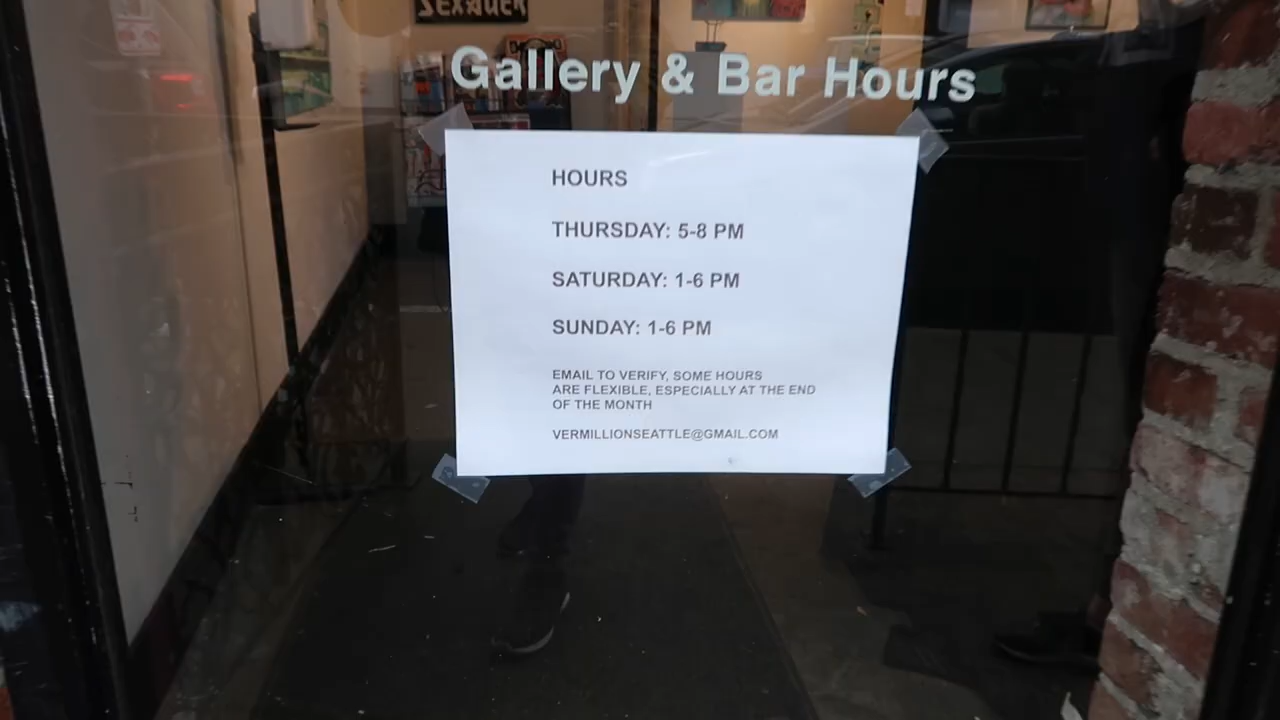 SEXAUER
Gallery & Bar Hours
HOURS
THURSDAY: 5-8 PM
SATURDAY: 1-6 PM
SUNDAY: 1-6 PM
EMAIL TO VERIFY, SOME HOURS
ARE FLEXIBLE, ESPECIALLY AT THE END
OF THE MONTH
VERMILLIONSEATTLE@GMAIL.COM